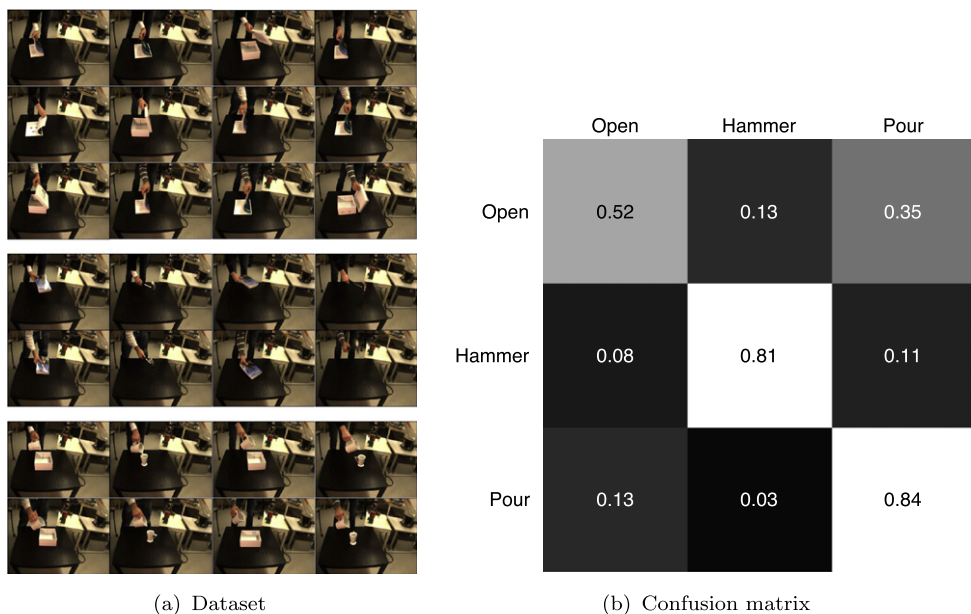 Open Hammer Pour
Open 0.52 0.13 0.35
Hammer 0.08 0.81 0.11
Pour 0.13 0.03 0.84
(a) Dataset (b) Confusion matrix